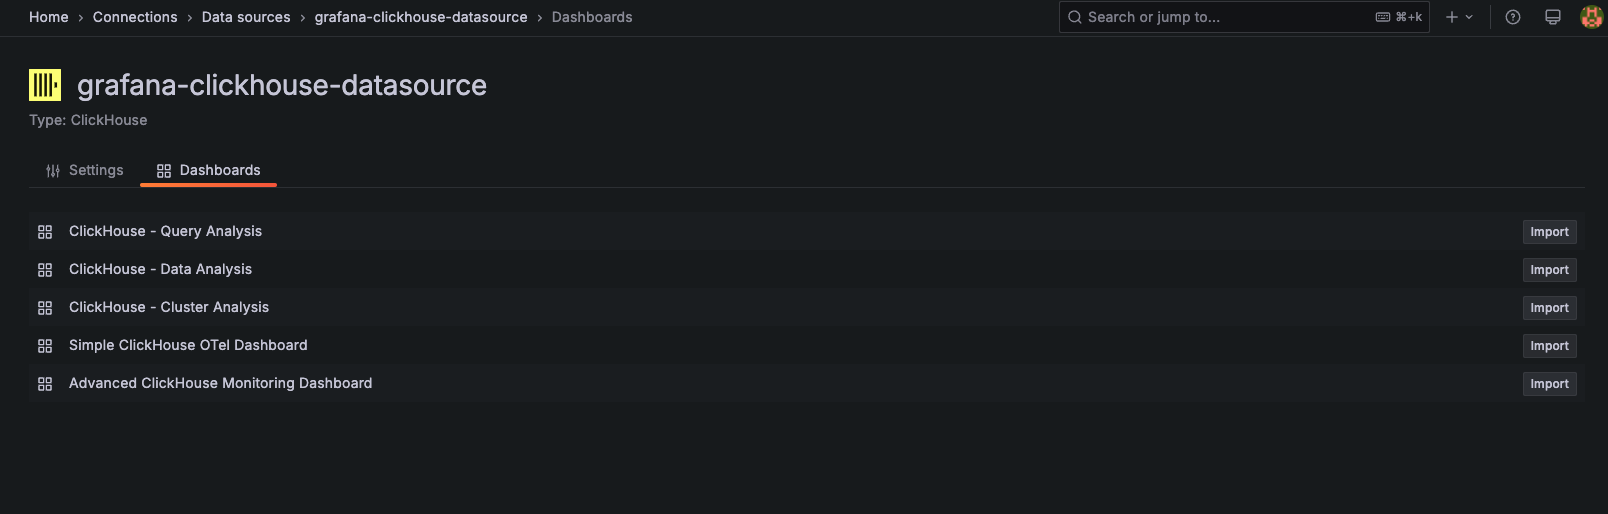 Home › Connections › Data sources › grafana-clickhouse-datasource › Dashboards
Search or jump to... ⌘+k
grafana-clickhouse-datasource
Type: ClickHouse
Settings Dashboards
ClickHouse - Query Analysis Import
ClickHouse - Data Analysis Import
ClickHouse - Cluster Analysis Import
Simple ClickHouse OTel Dashboard Import
Advanced ClickHouse Monitoring Dashboard Import